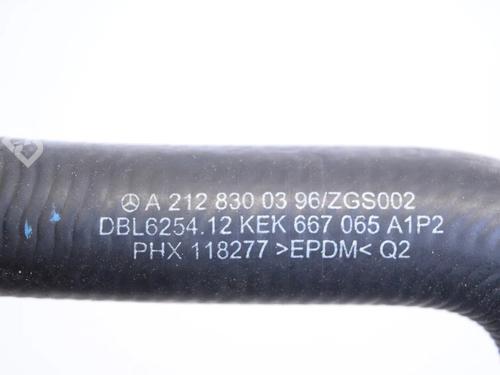 A 212 830 03 96/ZGS002
DBL6254.12 KEK 667 065 A1P2
PHX 118277 >EPDM< Q2